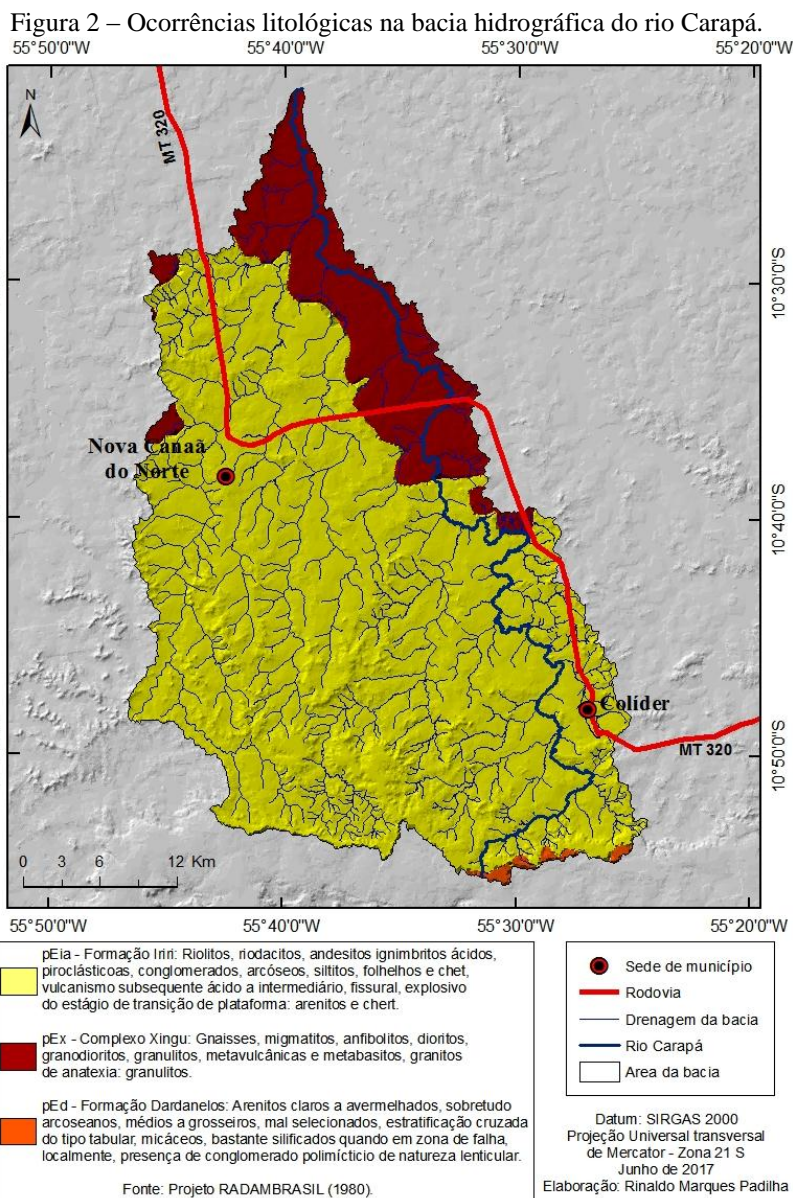 Figura 2 – Ocorrências litológicas na bacia hidrográfica do rio Carapá.
55°50'0"W 55°40'0"W 55°30'0"W 55°20'0"W
N
MT 320
10°30'0"S
Nova Canaã
do Norte
10°40'0"S
Colíder
MT 320
10°50'0"S
0 3 6 12 Km
55°50'0"W 55°40'0"W 55°30'0"W 55°20'0"W
pEia - Formação Iriri: Riolitos, riodacitos, andesitos ignimbritos ácidos,
piroclásticoas, conglomerados, arcóseos, siltitos, folhelhos e chet,
vulcanismo subsequente ácido a intermediário, fissural, explosivo
do estágio de transição de plataforma: arenitos e chert.
pEx - Complexo Xingu: Gnaisses, migmatitos, anfibolitos, dioritos,
granodioritos, granulitos, metavulcânicas e metabasitos, granitos
de anatexia: granulitos.
pEd - Formação Dardanelos: Arenitos claros a avermelhados, sobretudo
arcoseanos, médios a grosseiros, mal selecionados, estratificação cruzada
do tipo tabular, micáceos, bastante silificados quando em zona de falha,
localmente, presença de conglomerado polimícticio de natureza lenticular.
Fonte: Projeto RADAMBRASIL (1980).
Sede de município
Rodovia
Drenagem da bacia
Rio Carapá
Area da bacia
Datum: SIRGAS 2000
Projeção Universal transversal
de Mercator - Zona 21 S
Junho de 2017
Elaboração: Rinaldo Marques Padilha